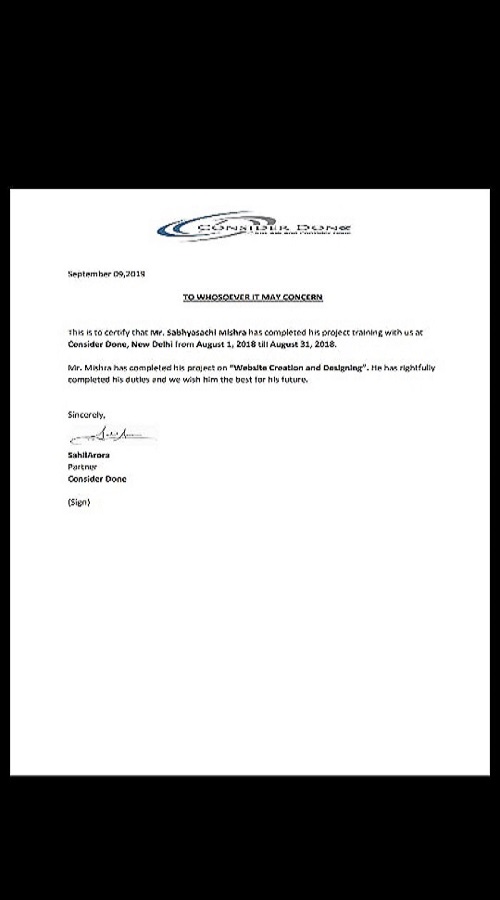 CONSIDER DONE
September 09,2019
TO WHOSOEVER IT MAY CONCERN
This is to certify that Mr. Sabhyasachi Mishra has completed his project training with us at
Consider Done, New Delhi from August 1, 2018 till August 31, 2018.
Mr. Mishra has completed his project on "Website Creation and Designing". He has rightfully
completed his duties and we wish him the best for his future.
Sincerely,
SahilArora
Partner
Consider Done
(Sign)